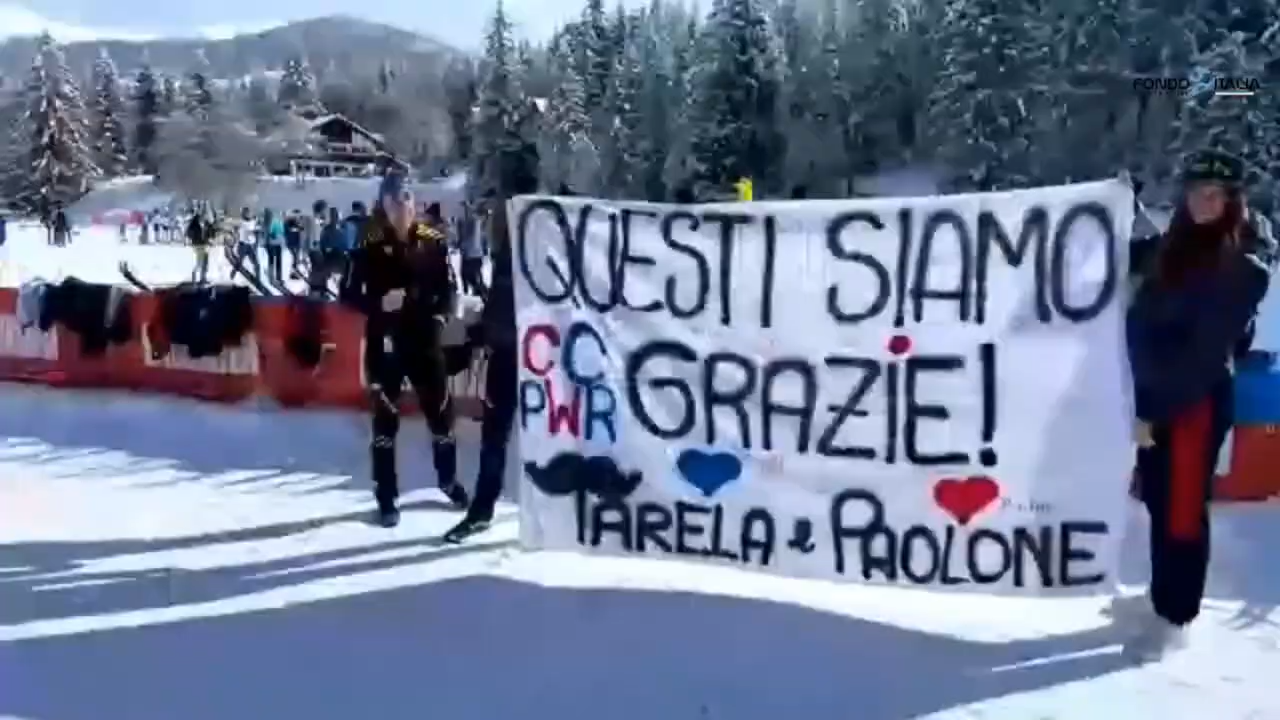 FONDO ITALIA
QUESTI SIAMO
CC
PWR
GRAZIE!
TARELA e PAOLONE